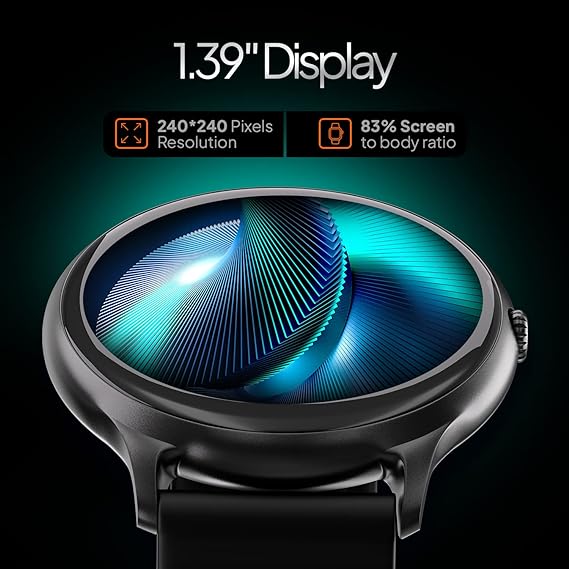 1.39" Display
240*240 Pixels
Resolution
83% Screen
to body ratio